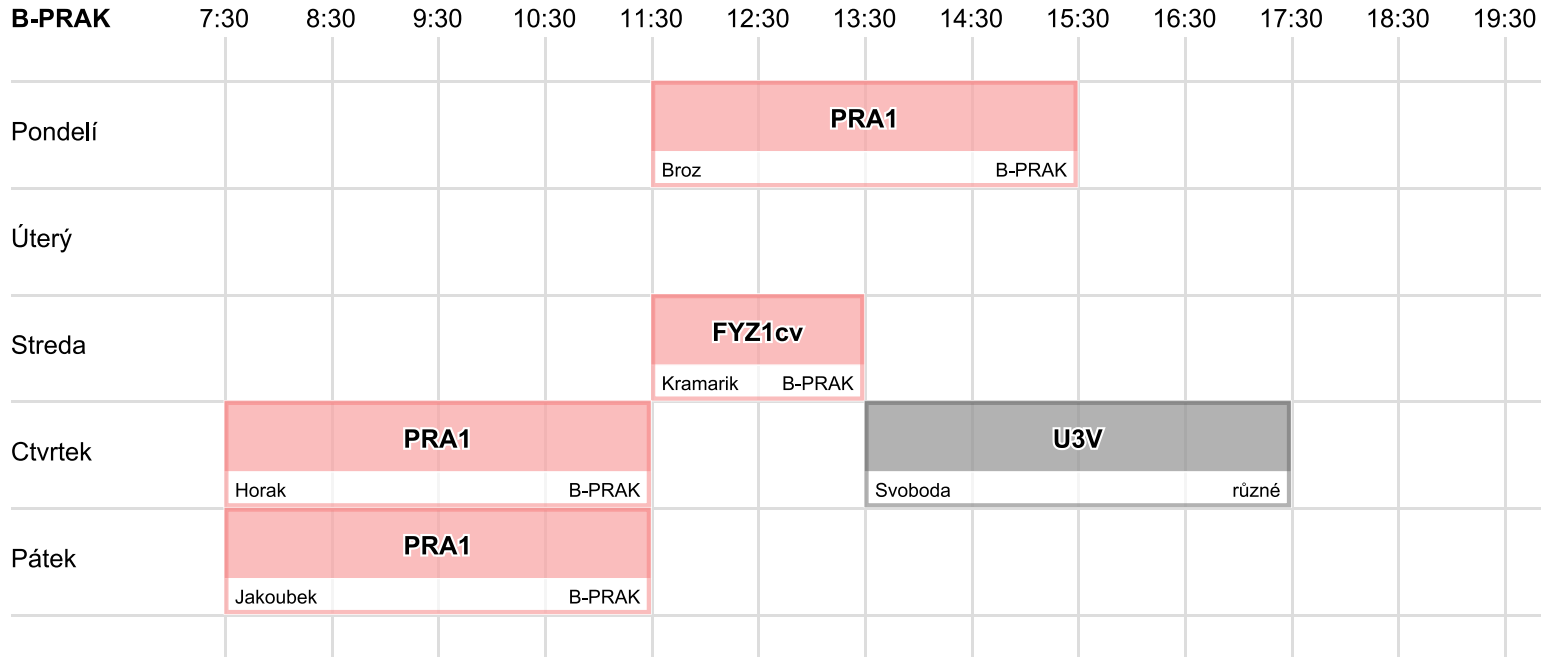 B-PRAK 7:30 8:30 9:30 10:30 11:30 12:30 13:30 14:30 15:30 16:30 17:30 18:30 19:30
Pondelí
PRA1
Broz B-PRAK
Úterý
Streda
FYZ1cv
Kramarik B-PRAK
Ctvrtek
PRA1
Horak B-PRAK
U3V
Svoboda různé
Pátek
PRA1
Jakoubek B-PRAK